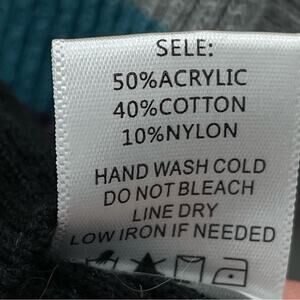 SELE:
50%ACRYLIC
40%COTTON
10%NYLON
HAND WASH COLD
DO NOT BLEACH
LINE DRY
LOW IRON IF NEEDED